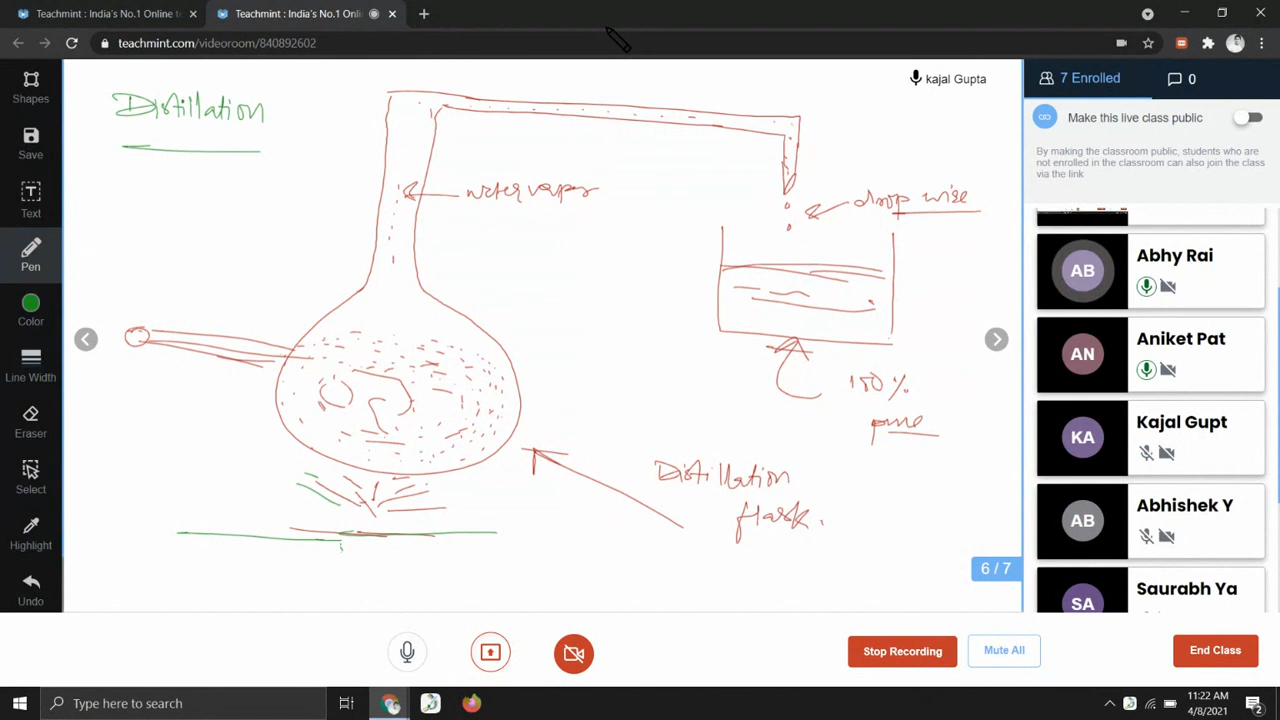 Teachmint : India's No.1 Online te
Teachmint: India's No.1 Onli
teachmint.com/videoroom/840892602
Shapes
Save
Text
Pen
Color
Line Width
Eraser
Select
Highlight
Undo
Distillation
water vapor
drop wise
100 %
pure
Distillation
flask.
kajal Gupta
6 / 7
7 Enrolled
0
Make this live class public
By making the classroom public, students who are
not enrolled in the classroom can also join the class
via the link
AB
Abhy Rai
AN
Aniket Pat
KA
Kajal Gupt
AB
Abhishek Y
SA
Saurabh Ya
Stop Recording
Mute All
End Class
Type here to search
11:22 AM
4/8/2021
2